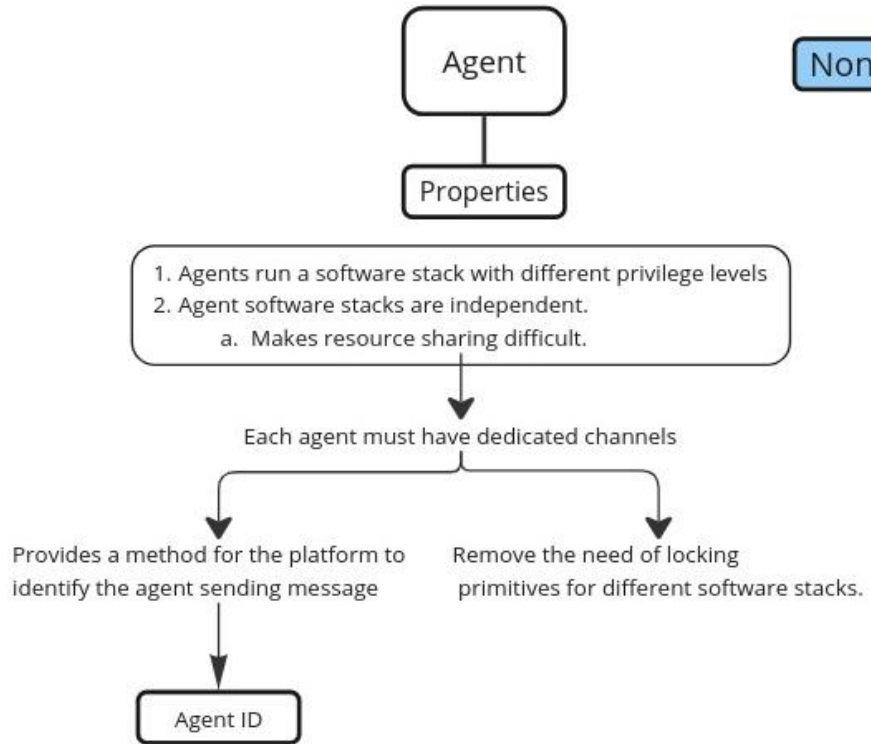 Agent
Non
Properties
1. Agents run a software stack with different privilege levels
2. Agent software stacks are independent.
a. Makes resource sharing difficult.
Each agent must have dedicated channels
Provides a method for the platform to
identify the agent sending message
Remove the need of locking
primitives for different software stacks.
Agent ID